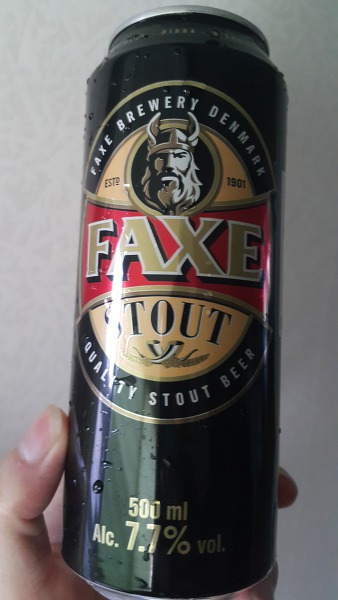 FAXE BREWERY DENMARK
ESTD 1901
FAXE
STOUT
QUALITY STOUT BEER
500 ml
Alc. 7.7% vol.